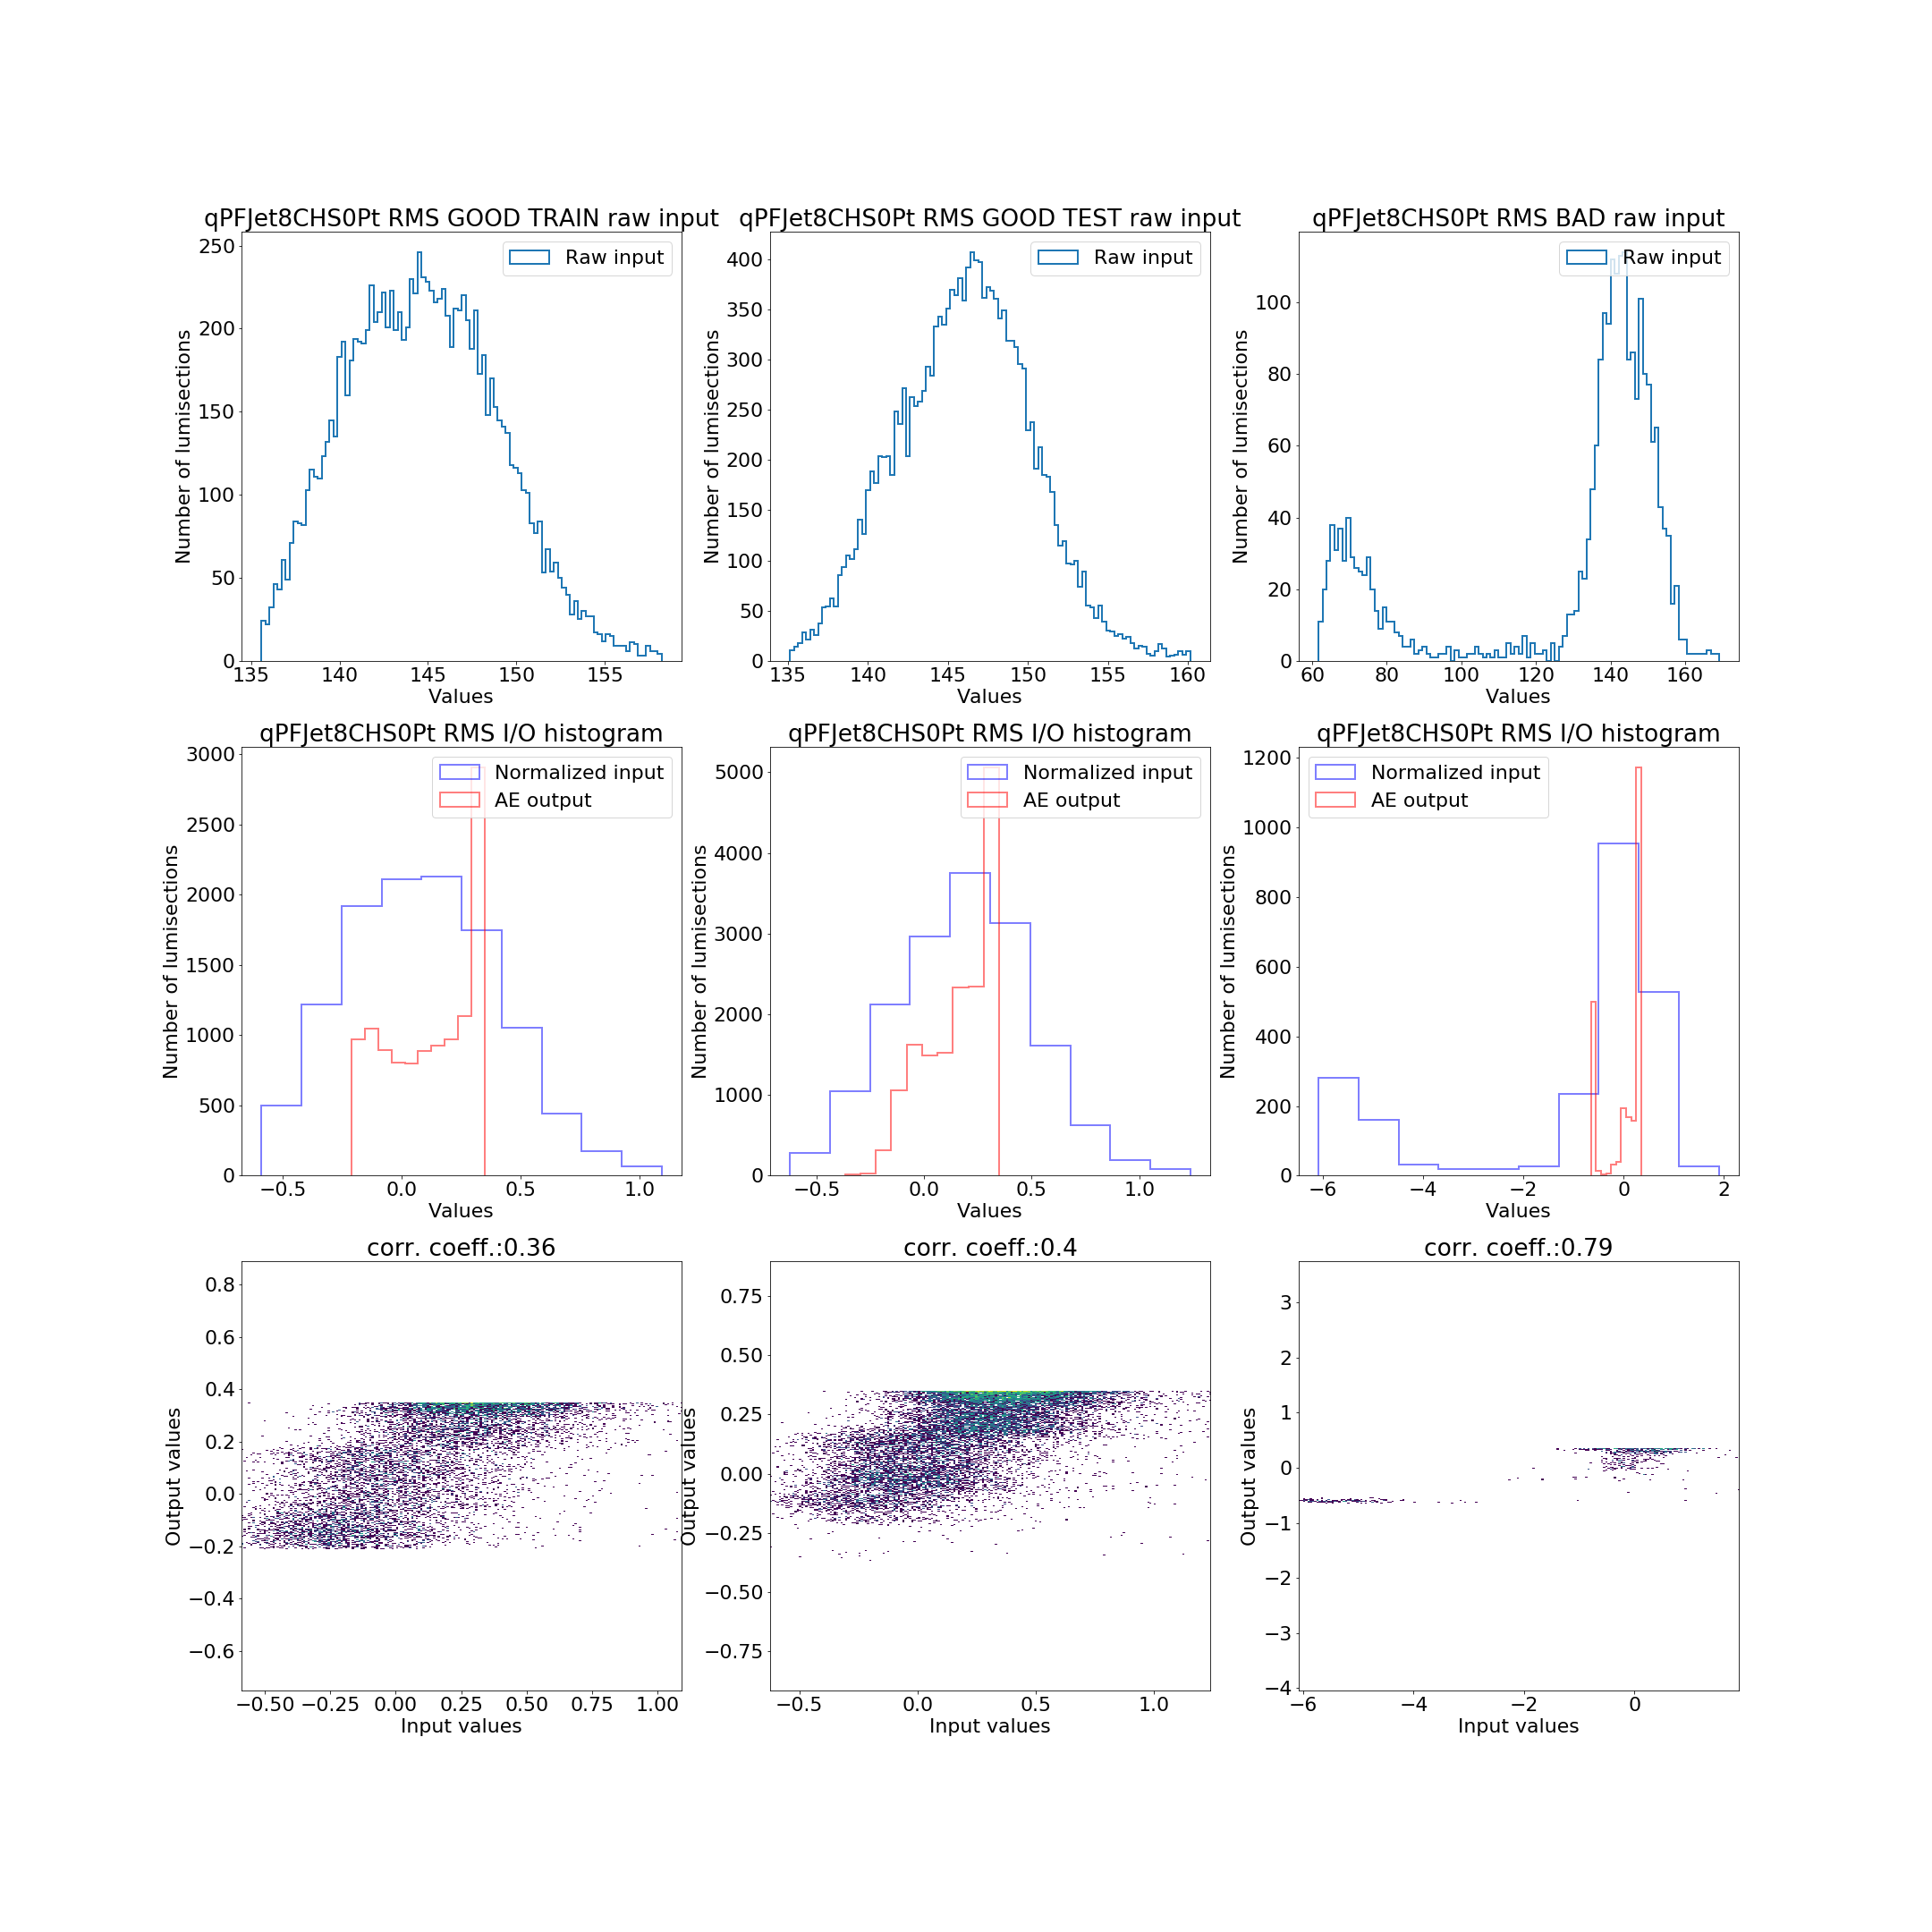 qPFJet8CHS0Pt RMS GOOD TRAIN raw input
250
200
150
100
50
0
Number of lumisections
Raw input
135 140 145 150 155
Values
qPFJet8CHS0Pt RMS GOOD TEST raw input
400
350
300
250
200
150
100
50
0
Number of lumisections
Raw input
135 140 145 150 155 160
Values
qPFJet8CHS0Pt RMS BAD raw input
100
80
60
40
20
0
Number of lumisections
Raw input
60 80 100 120 140 160
Values
qPFJet8CHS0Pt RMS I/O histogram
3000
2500
2000
1500
1000
500
0
Number of lumisections
Normalized input
AE output
−0.5 0.0 0.5 1.0
Values
qPFJet8CHS0Pt RMS I/O histogram
5000
4000
3000
2000
1000
0
Number of lumisections
Normalized input
AE output
−0.5 0.0 0.5 1.0
Values
qPFJet8CHS0Pt RMS I/O histogram
1200
1000
800
600
400
200
0
Number of lumisections
Normalized input
AE output
−6 −4 −2 0 2
Values
corr. coeff.:0.36
0.8
0.6
0.4
0.2
0.0
−0.2
−0.4
−0.6
Output values
−0.50 −0.25 0.00 0.25 0.50 0.75 1.00
Input values
corr. coeff.:0.4
0.75
0.50
0.25
0.00
−0.25
−0.50
−0.75
Output values
−0.5 0.0 0.5 1.0
Input values
corr. coeff.:0.79
3
2
1
0
−1
−2
−3
−4
Output values
−6 −4 −2 0
Input values